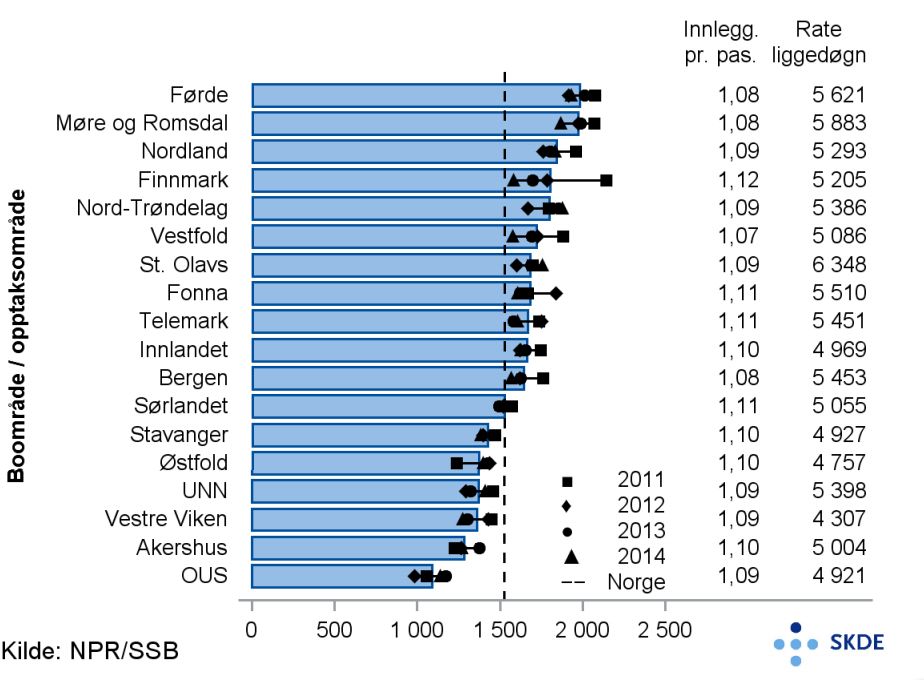 Innlegg. Rate
pr. pas. liggedøgn
Førde 1,08 5 621
Møre og Romsdal 1,08 5 883
Nordland 1,09 5 293
Finnmark 1,12 5 205
Nord-Trøndelag 1,09 5 386
Vestfold 1,07 5 086
St. Olavs 1,09 6 348
Fonna 1,11 5 510
Telemark 1,11 5 451
Innlandet 1,10 4 969
Bergen 1,08 5 453
Sørlandet 1,11 5 055
Stavanger 1,10 4 927
Østfold 1,10 4 757
UNN 1,09 5 398
Vestre Viken 1,09 4 307
Akershus 1,10 5 004
OUS 1,09 4 921
Boområde / opptaksområde
2011
2012
2013
2014
Norge
0 500 1 000 1 500 2 000 2 500
Kilde: NPR/SSB
SKDE